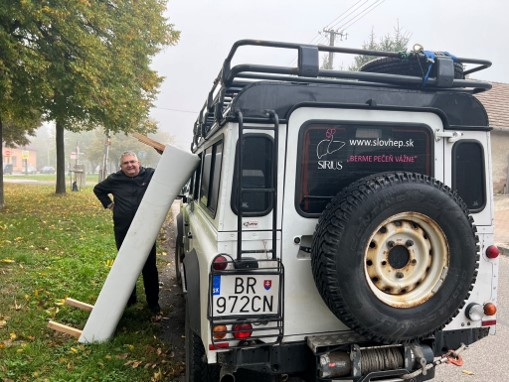 www.slovhep.sk
SIRIUS
„BERME PEČEŇ VÁŽNE"
BR
972CN
SK